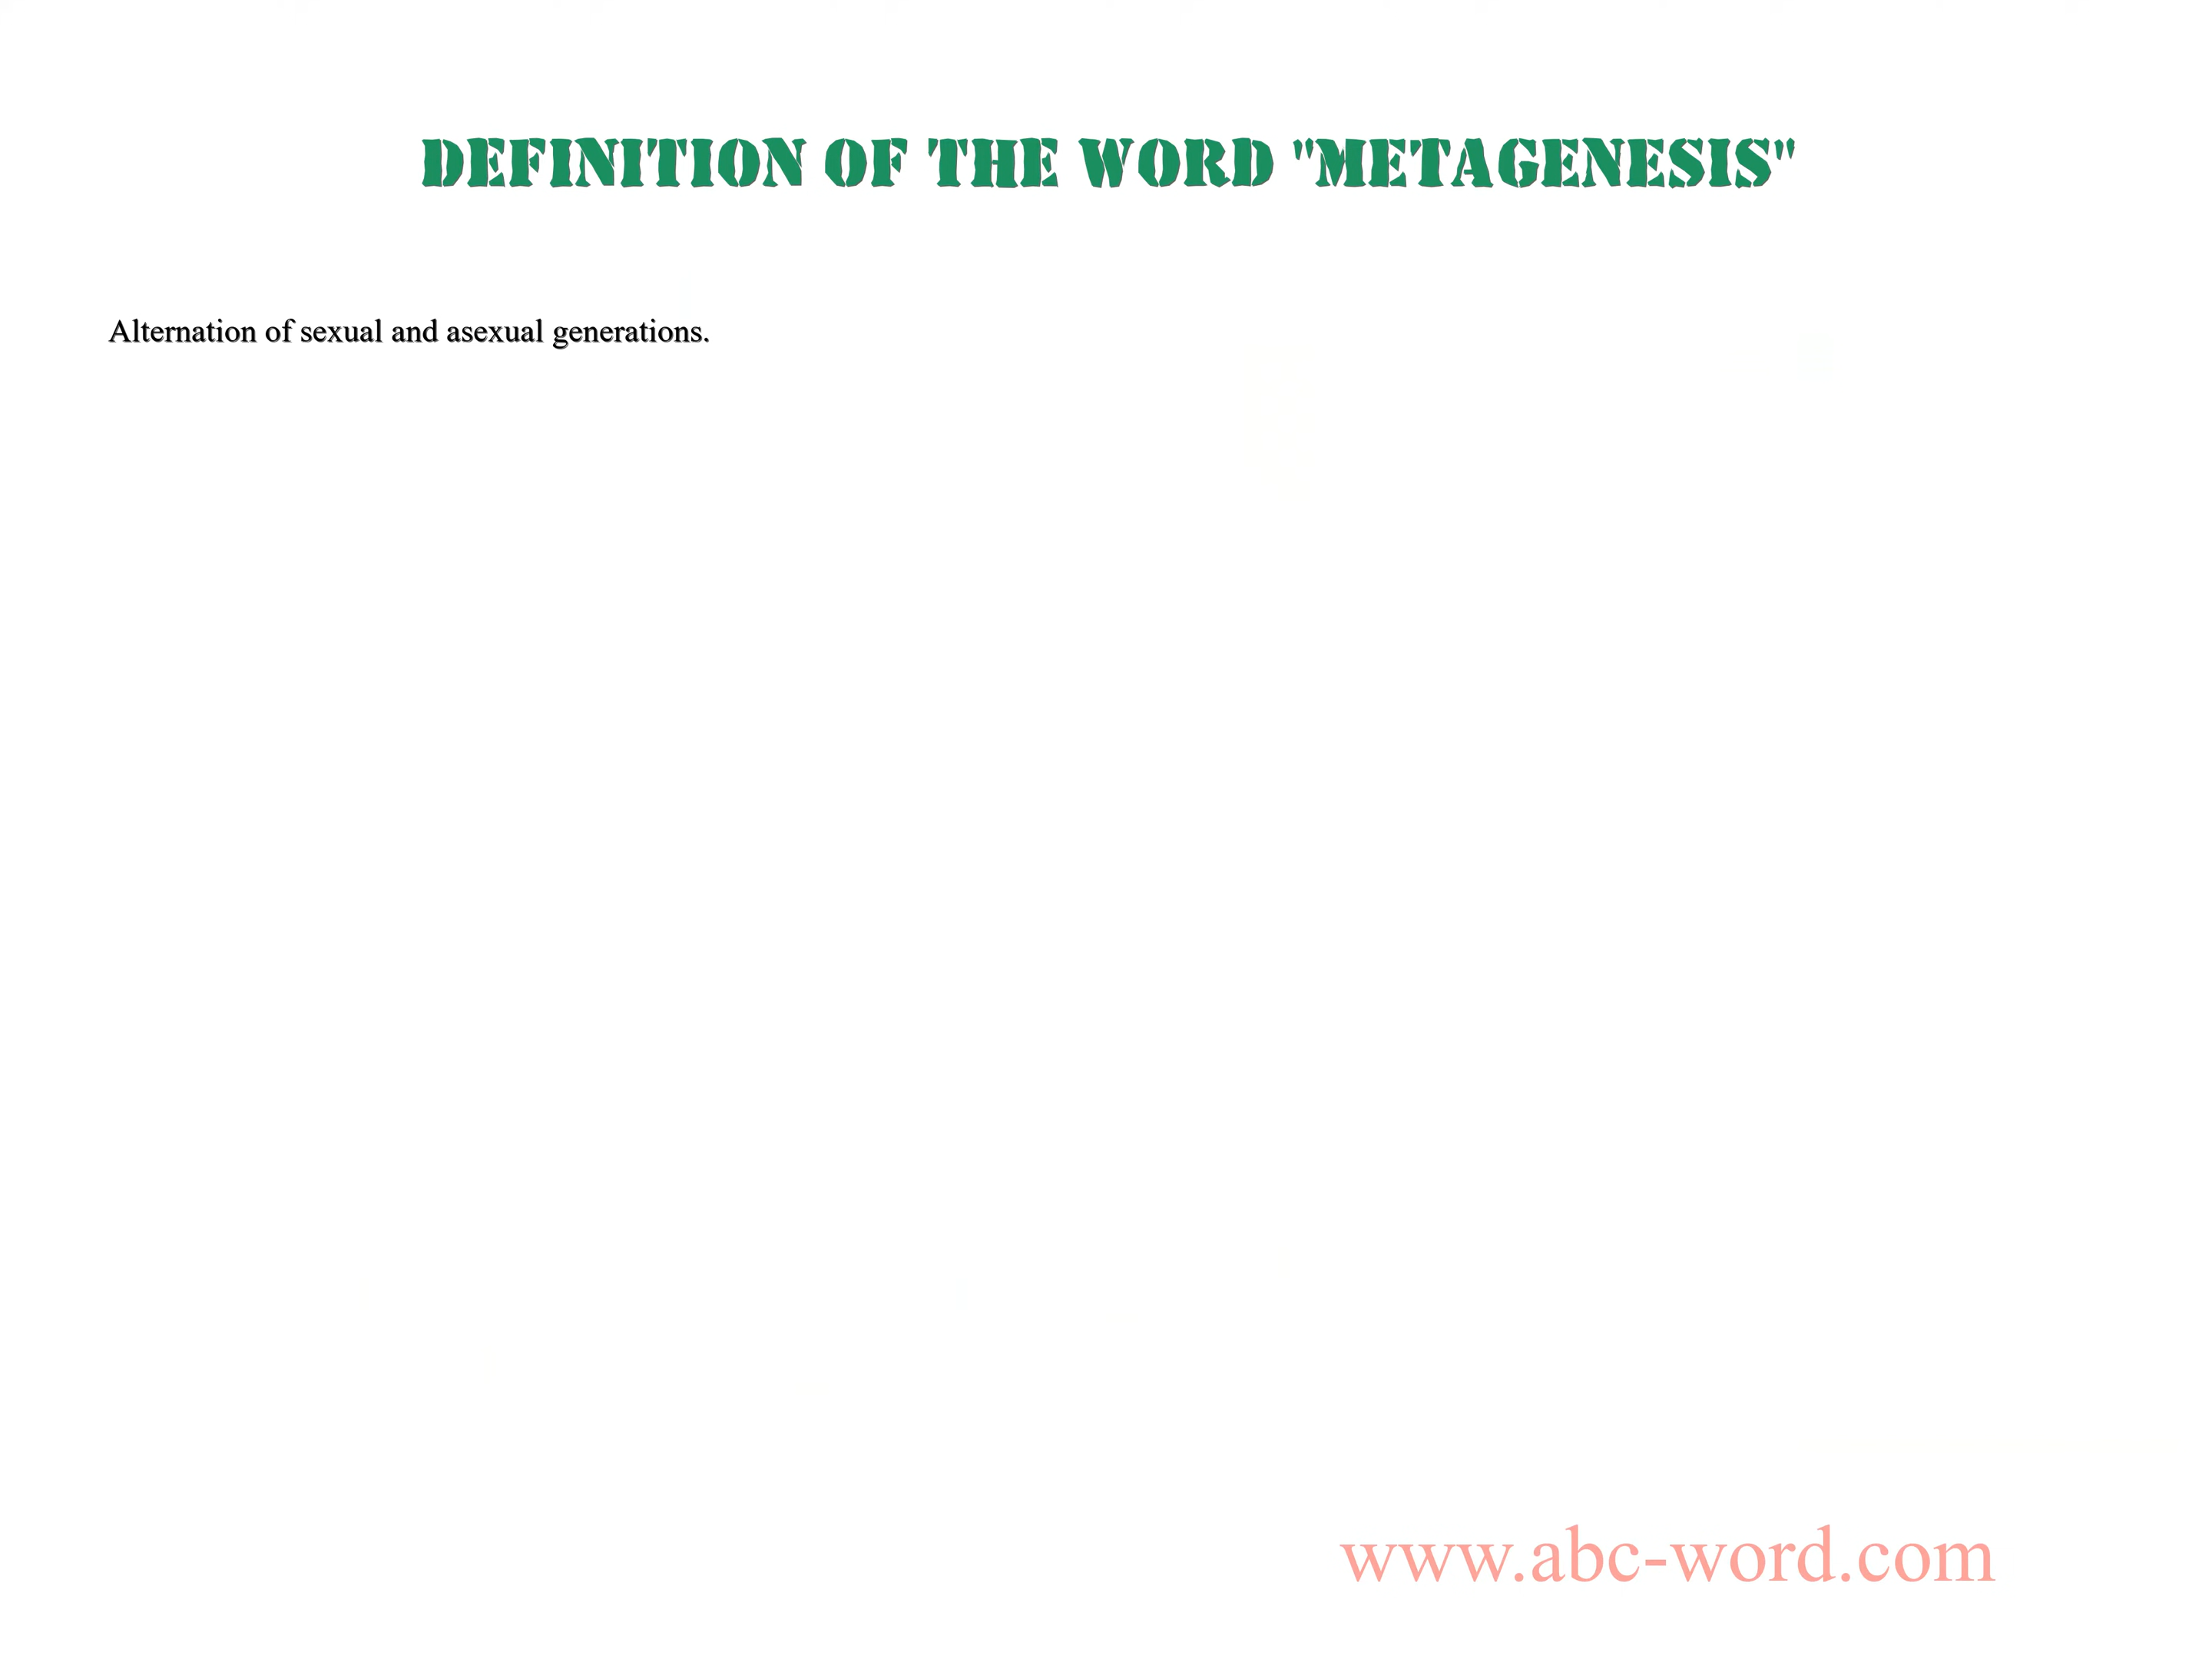 DEFINITION OF THE WORD "METAGENESIS"
Alternation of sexual and asexual generations.
www.abc-word.com